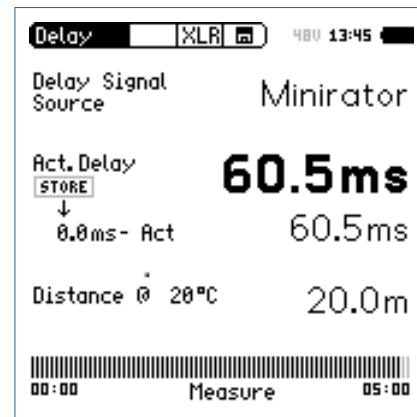 Delay XLR 48V 13:45
Delay Signal Source Minirator
Act. Delay 60.5ms
STORE
0.0ms- Act 60.5ms
Distance @ 20°C 20.0m
00:00 Measure 05:00